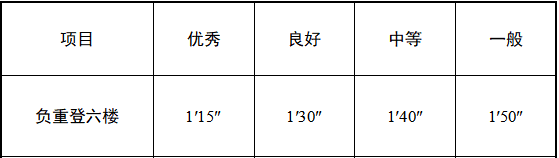 项目 优秀 良好 中等 一般
负重登六楼 1′15″ 1′30″ 1′40″ 1′50″